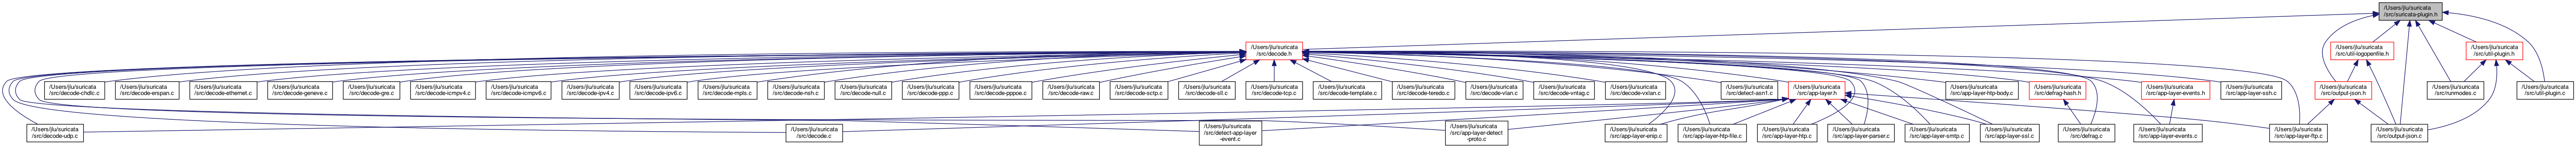 /Users/jlu/suricata
/src/suricata-plugin.h
/Users/jlu/suricata
/src/decode.h
/Users/jlu/suricata
/src/util-logopenfile.h
/Users/jlu/suricata
/src/util-plugin.h
/Users/jlu/suricata
/src/decode-chdlc.c
/Users/jlu/suricata
/src/decode-erspan.c
/Users/jlu/suricata
/src/decode-ethernet.c
/Users/jlu/suricata
/src/decode-geneve.c
/Users/jlu/suricata
/src/decode-gre.c
/Users/jlu/suricata
/src/decode-icmpv4.c
/Users/jlu/suricata
/src/decode-icmpv6.c
/Users/jlu/suricata
/src/decode-ipv4.c
/Users/jlu/suricata
/src/decode-ipv6.c
/Users/jlu/suricata
/src/decode-mpls.c
/Users/jlu/suricata
/src/decode-nsh.c
/Users/jlu/suricata
/src/decode-null.c
/Users/jlu/suricata
/src/decode-ppp.c
/Users/jlu/suricata
/src/decode-pppoe.c
/Users/jlu/suricata
/src/decode-raw.c
/Users/jlu/suricata
/src/decode-sctp.c
/Users/jlu/suricata
/src/decode-sll.c
/Users/jlu/suricata
/src/decode-tcp.c
/Users/jlu/suricata
/src/decode-template.c
/Users/jlu/suricata
/src/decode-teredo.c
/Users/jlu/suricata
/src/decode-vlan.c
/Users/jlu/suricata
/src/decode-vntag.c
/Users/jlu/suricata
/src/decode-vxlan.c
/Users/jlu/suricata
/src/detect-asn1.c
/Users/jlu/suricata
/src/app-layer.h
/Users/jlu/suricata
/src/app-layer-htp-body.c
/Users/jlu/suricata
/src/defrag-hash.h
/Users/jlu/suricata
/src/app-layer-events.h
/Users/jlu/suricata
/src/app-layer-ssh.c
/Users/jlu/suricata
/src/output-json.h
/Users/jlu/suricata
/src/runmodes.c
/Users/jlu/suricata
/src/util-plugin.c
/Users/jlu/suricata
/src/decode-udp.c
/Users/jlu/suricata
/src/decode.c
/Users/jlu/suricata
/src/detect-app-layer
-event.c
/Users/jlu/suricata
/src/app-layer-detect
-proto.c
/Users/jlu/suricata
/src/app-layer-enip.c
/Users/jlu/suricata
/src/app-layer-htp-file.c
/Users/jlu/suricata
/src/app-layer-htp.c
/Users/jlu/suricata
/src/app-layer-parser.c
/Users/jlu/suricata
/src/app-layer-smtp.c
/Users/jlu/suricata
/src/app-layer-ssl.c
/Users/jlu/suricata
/src/defrag.c
/Users/jlu/suricata
/src/app-layer-events.c
/Users/jlu/suricata
/src/app-layer-ftp.c
/Users/jlu/suricata
/src/output-json.c